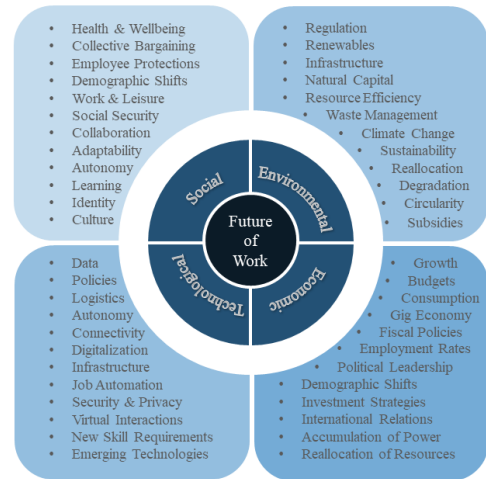 • Health & Wellbeing
• Collective Bargaining
• Employee Protections
• Demographic Shifts
• Work & Leisure
• Social Security
• Collaboration
• Adaptability
• Autonomy
• Learning
• Identity
• Culture
• Regulation
• Renewables
• Infrastructure
• Natural Capital
• Resource Efficiency
• Waste Management
• Climate Change
• Sustainability
• Reallocation
• Degradation
• Circularity
• Subsidies
Social
Environmental
Future
of
Work
Technological
Economic
• Data
• Policies
• Logistics
• Autonomy
• Connectivity
• Digitalization
• Infrastructure
• Job Automation
• Security & Privacy
• Virtual Interactions
• New Skill Requirements
• Emerging Technologies
• Growth
• Budgets
• Consumption
• Gig Economy
• Fiscal Policies
• Employment Rates
• Political Leadership
• Demographic Shifts
• Investment Strategies
• International Relations
• Accumulation of Power
• Reallocation of Resources